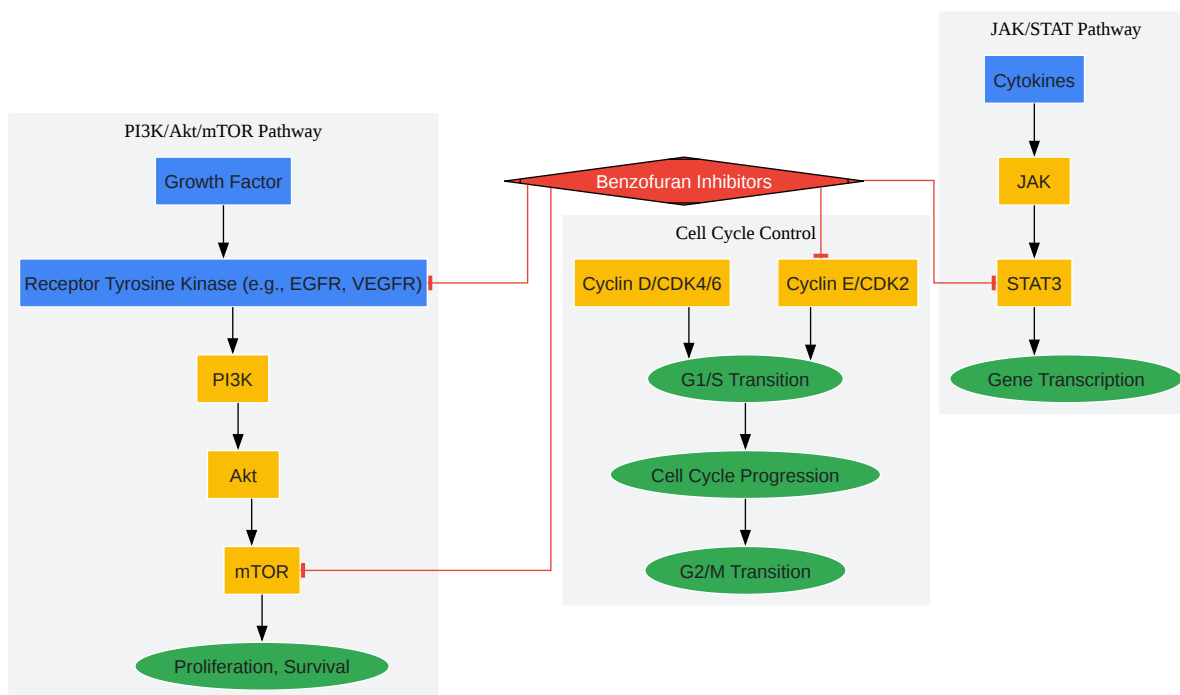 PI3K/Akt/mTOR Pathway
Growth Factor
Receptor Tyrosine Kinase (e.g., EGFR, VEGFR)
PI3K
Akt
mTOR
Proliferation, Survival
Benzofuran Inhibitors
Cell Cycle Control
Cyclin D/CDK4/6
Cyclin E/CDK2
G1/S Transition
Cell Cycle Progression
G2/M Transition
JAK/STAT Pathway
Cytokines
JAK
STAT3
Gene Transcription